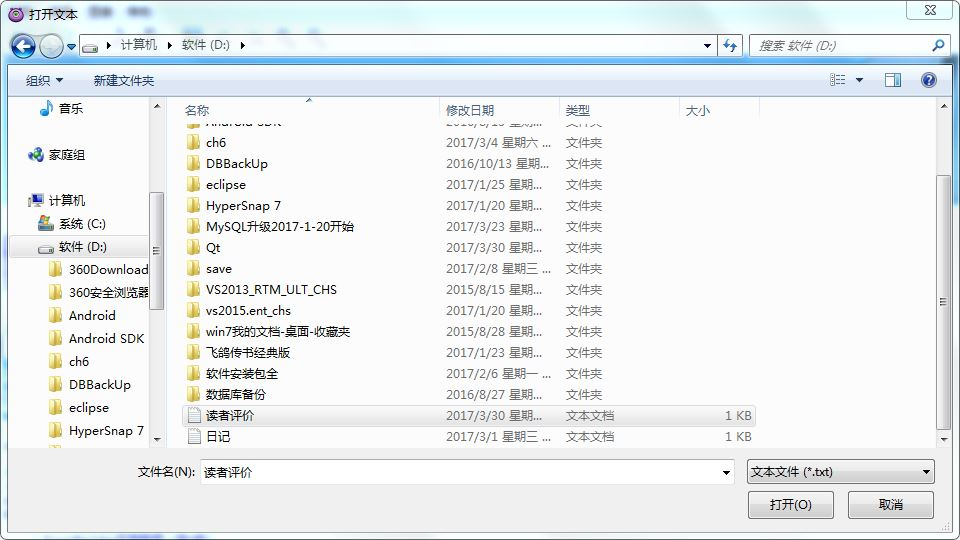 打开文本
计算机 软件 (D:) 搜索 软件 (D:)
组织 新建文件夹
名称 修改日期 类型 大小
音乐
家庭组
计算机
系统 (C:)
软件 (D:)
360Download
360安全浏览器
Android
Android SDK
ch6
DBBackUp
eclipse
HyperSnap 7
ch6 2017/3/4 星期六 ... 文件夹
DBBackUp 2016/10/13 星期... 文件夹
eclipse 2017/1/25 星期... 文件夹
HyperSnap 7 2017/1/20 星期... 文件夹
MySQL升级2017-1-20开始 2017/3/23 星期... 文件夹
Qt 2017/3/30 星期... 文件夹
save 2017/2/8 星期三 ... 文件夹
VS2013_RTM_ULT_CHS 2015/8/15 星期... 文件夹
vs2015.ent_chs 2017/1/20 星期... 文件夹
win7我的文档-桌面-收藏夹 2015/8/28 星期... 文件夹
飞鸽传书经典版 2017/1/23 星期... 文件夹
软件安装包全 2017/2/6 星期一 ... 文件夹
数据库备份 2016/8/27 星期... 文件夹
读者评价 2017/3/30 星期... 文本文档 1 KB
日记 2017/3/1 星期三 ... 文本文档 1 KB
文件名(N): 读者评价 文本文件 (*.txt)
打开(O) 取消